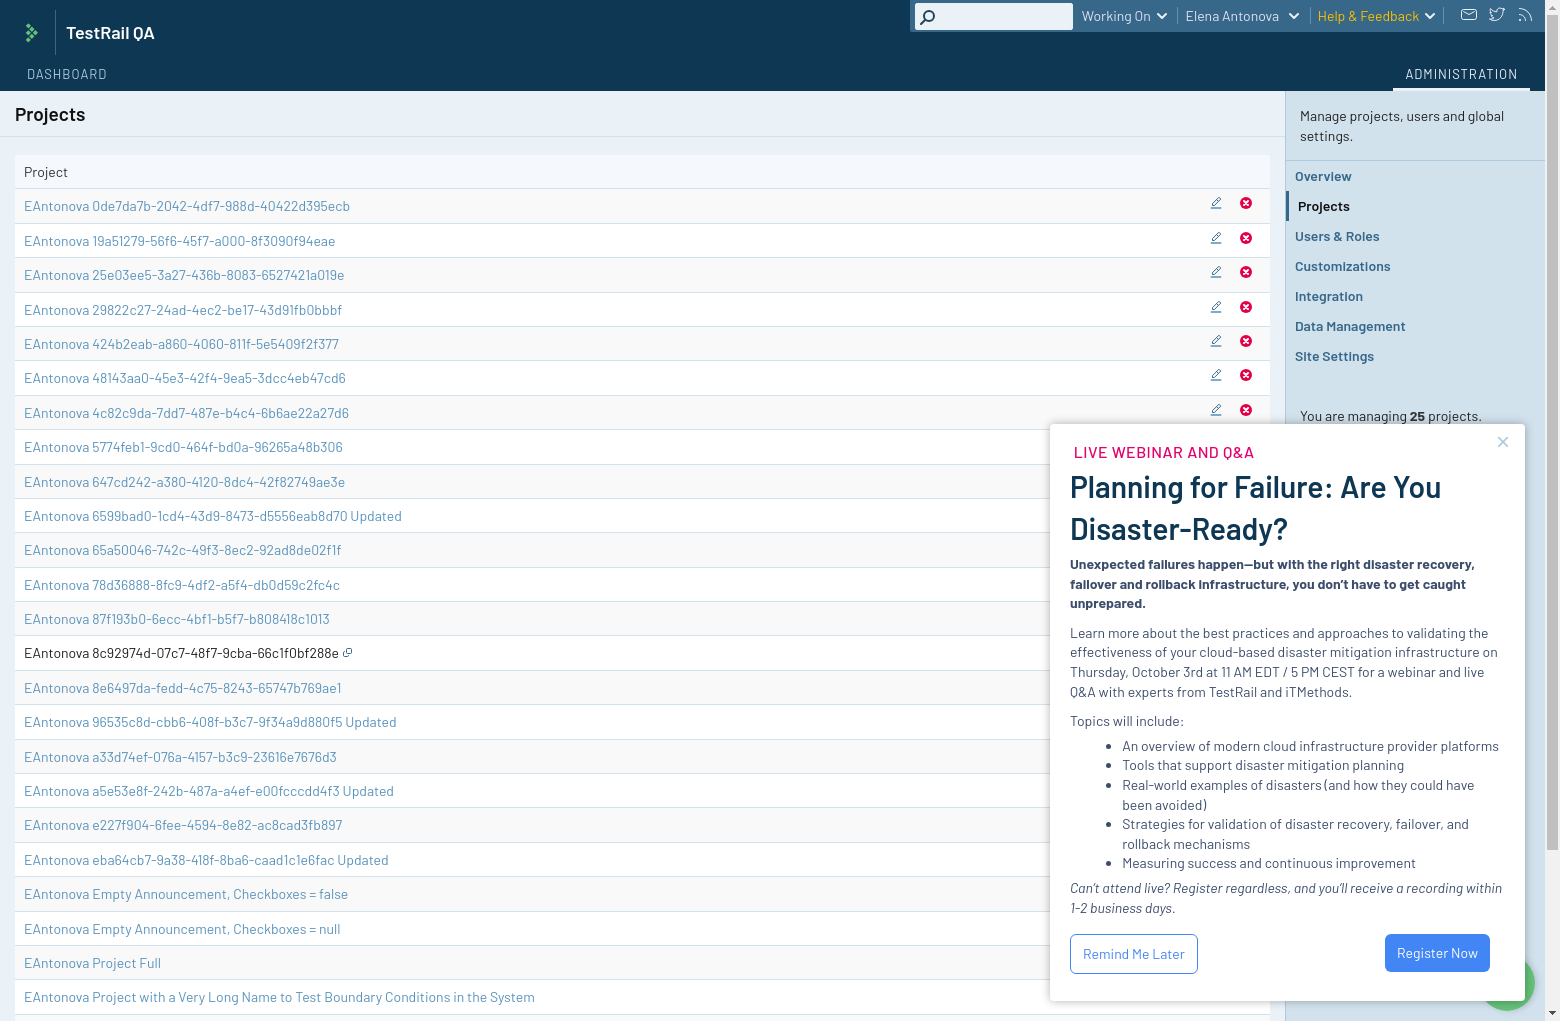 TestRail QA
Working On
Elena Antonova
Help & Feedback
DASHBOARD
ADMINISTRATION
Projects
Manage projects, users and global
settings.
Project
EAntonova 0de7da7b-2042-4df7-988d-40422d395ecb
EAntonova 19a51279-56f6-45f7-a000-8f3090f94eae
EAntonova 25e03ee5-3a27-436b-8083-6527421a019e
EAntonova 29822c27-24ad-4ec2-be17-43d91fb0bbbf
EAntonova 424b2eab-a860-4060-811f-5e5409f2f377
EAntonova 48143aa0-45e3-42f4-9ea5-3dcc4eb47cd6
EAntonova 4c82c9da-7dd7-487e-b4c4-6b6ae22a27d6
EAntonova 5774feb1-9cd0-464f-bd0a-96265a48b306
EAntonova 647cd242-a380-4120-8dc4-42f82749ae3e
EAntonova 6599bad0-1cd4-43d9-8473-d5556eab8d70 Updated
EAntonova 65a50046-742c-49f3-8ec2-92ad8de02f1f
EAntonova 78d36888-8fc9-4df2-a5f4-db0d59c2fc4c
EAntonova 87f193b0-6ecc-4bf1-b5f7-b808418c1013
EAntonova 8c92974d-07c7-48f7-9cba-66c1f0bf288e
EAntonova 8e6497da-fedd-4c75-8243-65747b769ae1
EAntonova 96535c8d-cbb6-408f-b3c7-9f34a9d880f5 Updated
EAntonova a33d74ef-076a-4157-b3c9-23616e7676d3
EAntonova a5e53e8f-242b-487a-a4ef-e00fcccdd4f3 Updated
EAntonova e227f904-6fee-4594-8e82-ac8cad3fb897
EAntonova eba64cb7-9a38-418f-8ba6-caad1c1e6fac Updated
EAntonova Empty Announcement, Checkboxes = false
EAntonova Empty Announcement, Checkboxes = null
EAntonova Project Full
EAntonova Project with a Very Long Name to Test Boundary Conditions in the System
Overview
Projects
Users & Roles
Customizations
Integration
Data Management
Site Settings
You are managing 25 projects.
LIVE WEBINAR AND Q&A
Planning for Failure: Are You
Disaster-Ready?
Unexpected failures happen—but with the right disaster recovery,
failover and rollback infrastructure, you don't have to get caught
unprepared.
Learn more about the best practices and approaches to validating the
effectiveness of your cloud-based disaster mitigation infrastructure on
Thursday, October 3rd at 11 AM EDT / 5 PM CEST for a webinar and live
Q&A with experts from TestRail and iTMethods.
Topics will include:
• An overview of modern cloud infrastructure provider platforms
• Tools that support disaster mitigation planning
• Real-world examples of disasters (and how they could have
been avoided)
• Strategies for validation of disaster recovery, failover, and
rollback mechanisms
• Measuring success and continuous improvement
Can't attend live? Register regardless, and you'll receive a recording within
1-2 business days.
Remind Me Later
Register Now